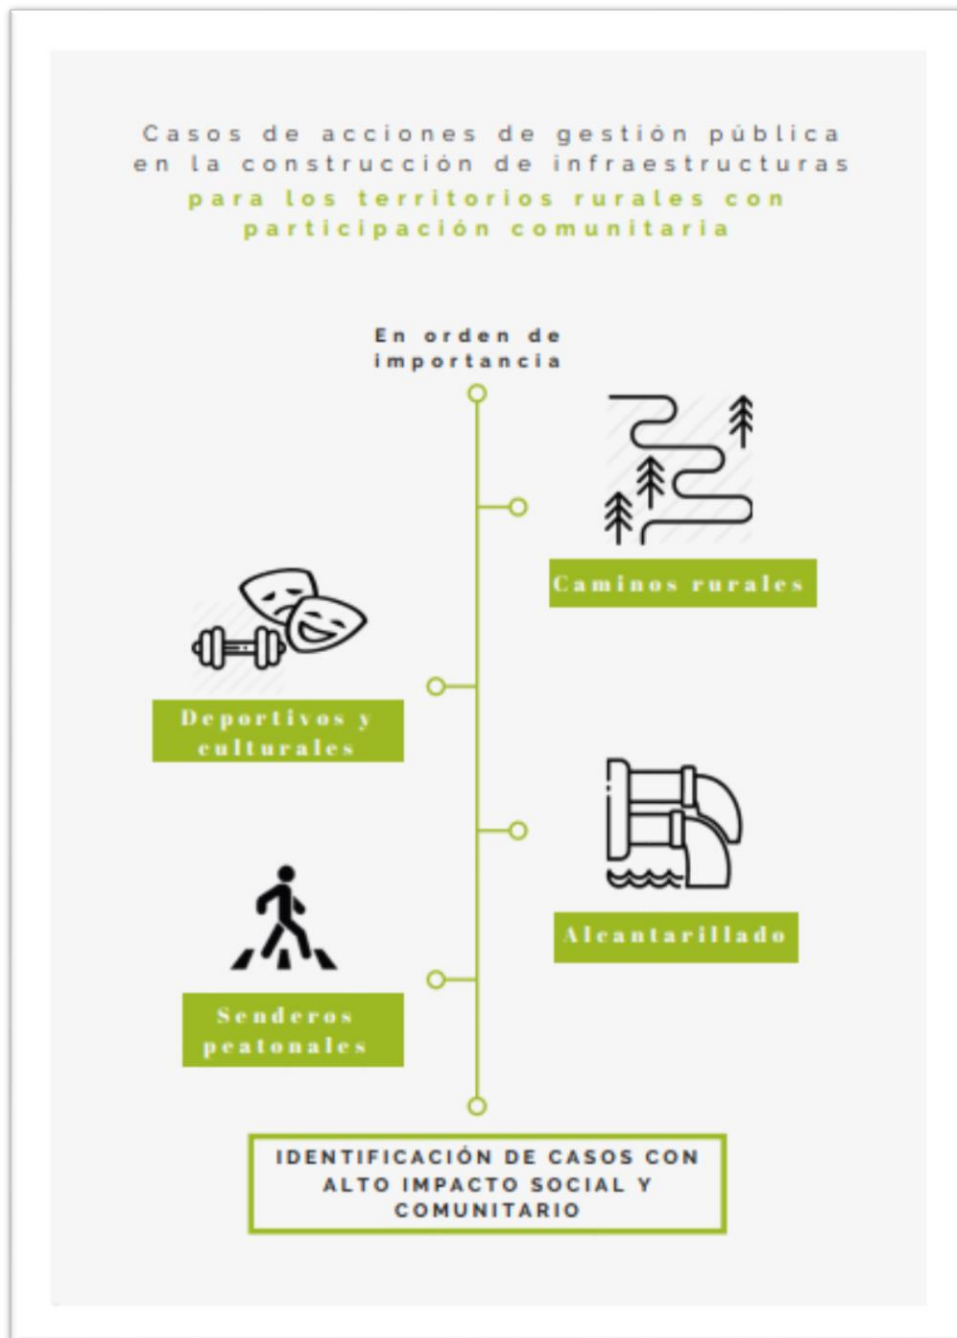 Casos de acciones de gestión pública
en la construcción de infraestructuras
para los territorios rurales con
participación comunitaria
En orden de
importancia
Caminos rurales
Deportivos y
culturales
Alcantarillado
Senderos
peatonales
IDENTIFICACIÓN DE CASOS CON
ALTO IMPACTO SOCIAL Y
COMUNITARIO